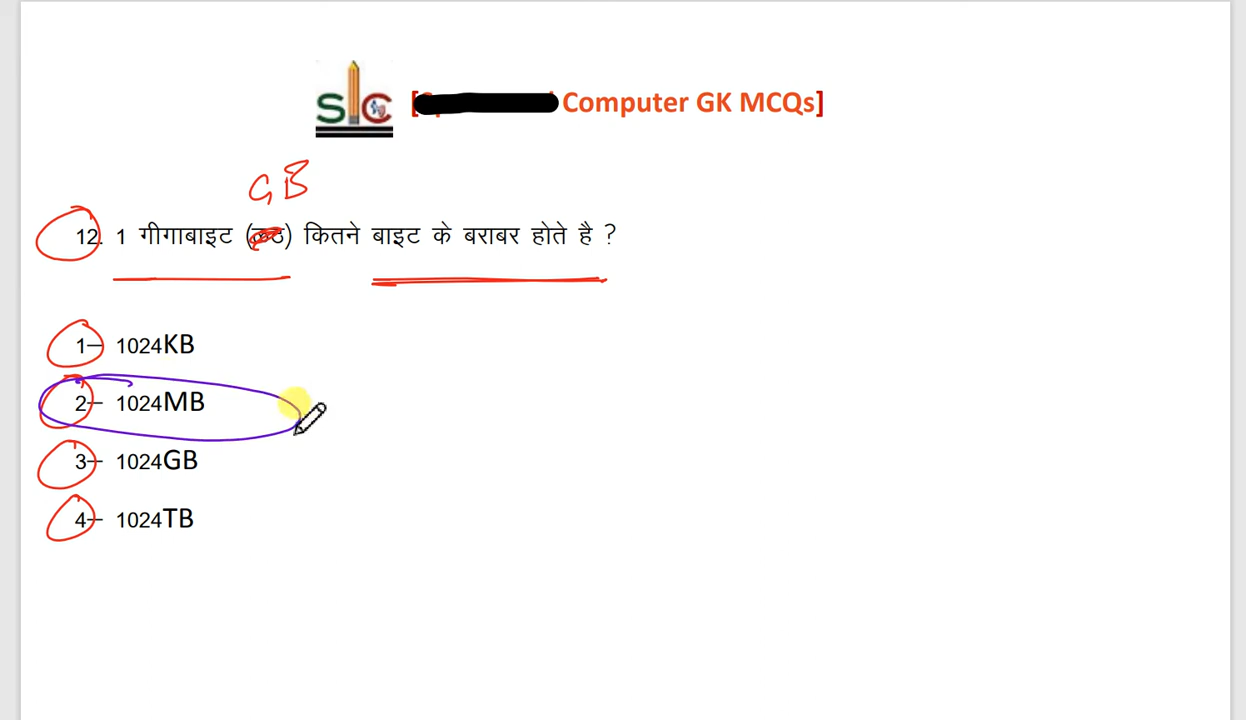 SLC [ Computer GK MCQs]
GB
12. 1 गीगाबाइट ( ) कितने बाइट के बराबर होते है ?
1– 1024KB
2– 1024MB
3– 1024GB
4– 1024TB